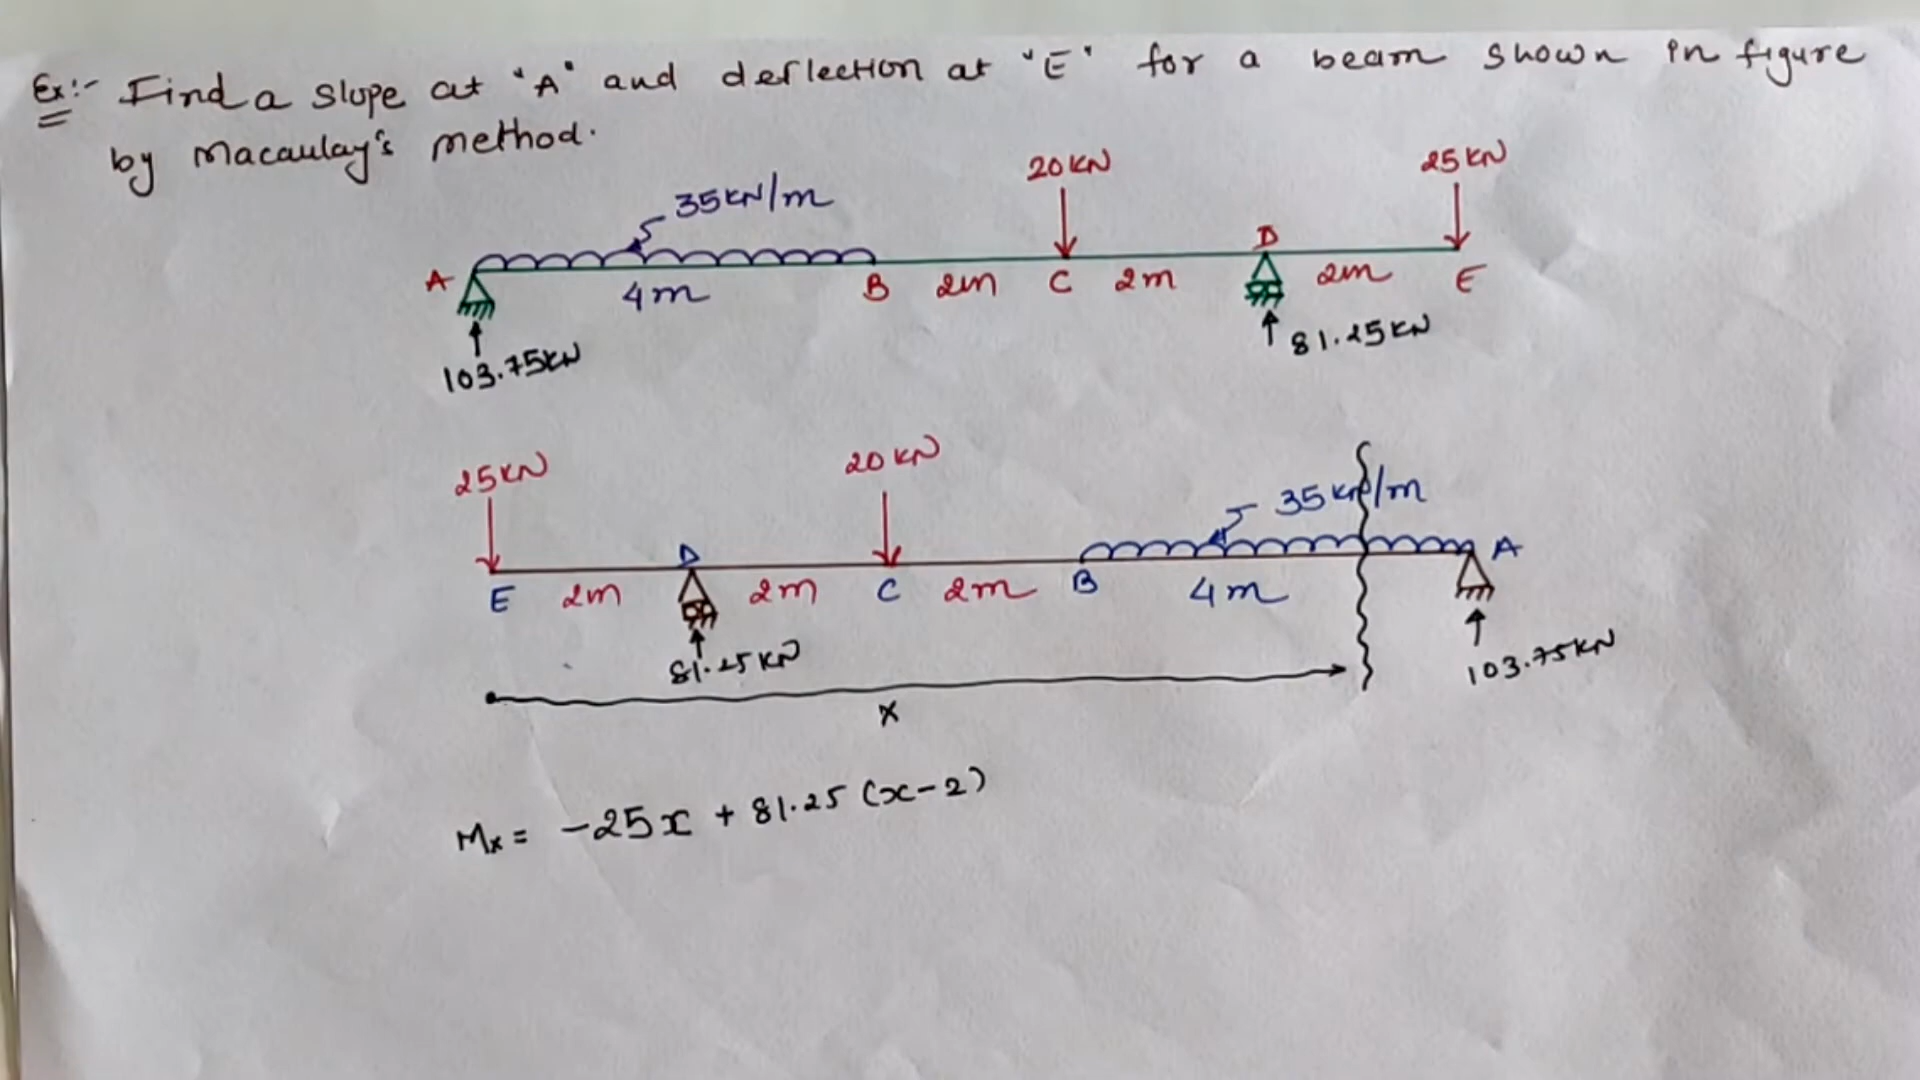 Ex:- Find a slope at "A" and deflection at "E" for a beam shown in figure
by Macaulay's method.
20KN
25KN
35KN/m
A
4m
B
2m
C
2m
D
2m
E
103.75KN
81.25KN
25KN
20KN
35KN/m
E
2m
D
2m
C
2m
B
4m
A
81.25KN
103.75KN
x
Mx = -25x + 81.25 (x-2)